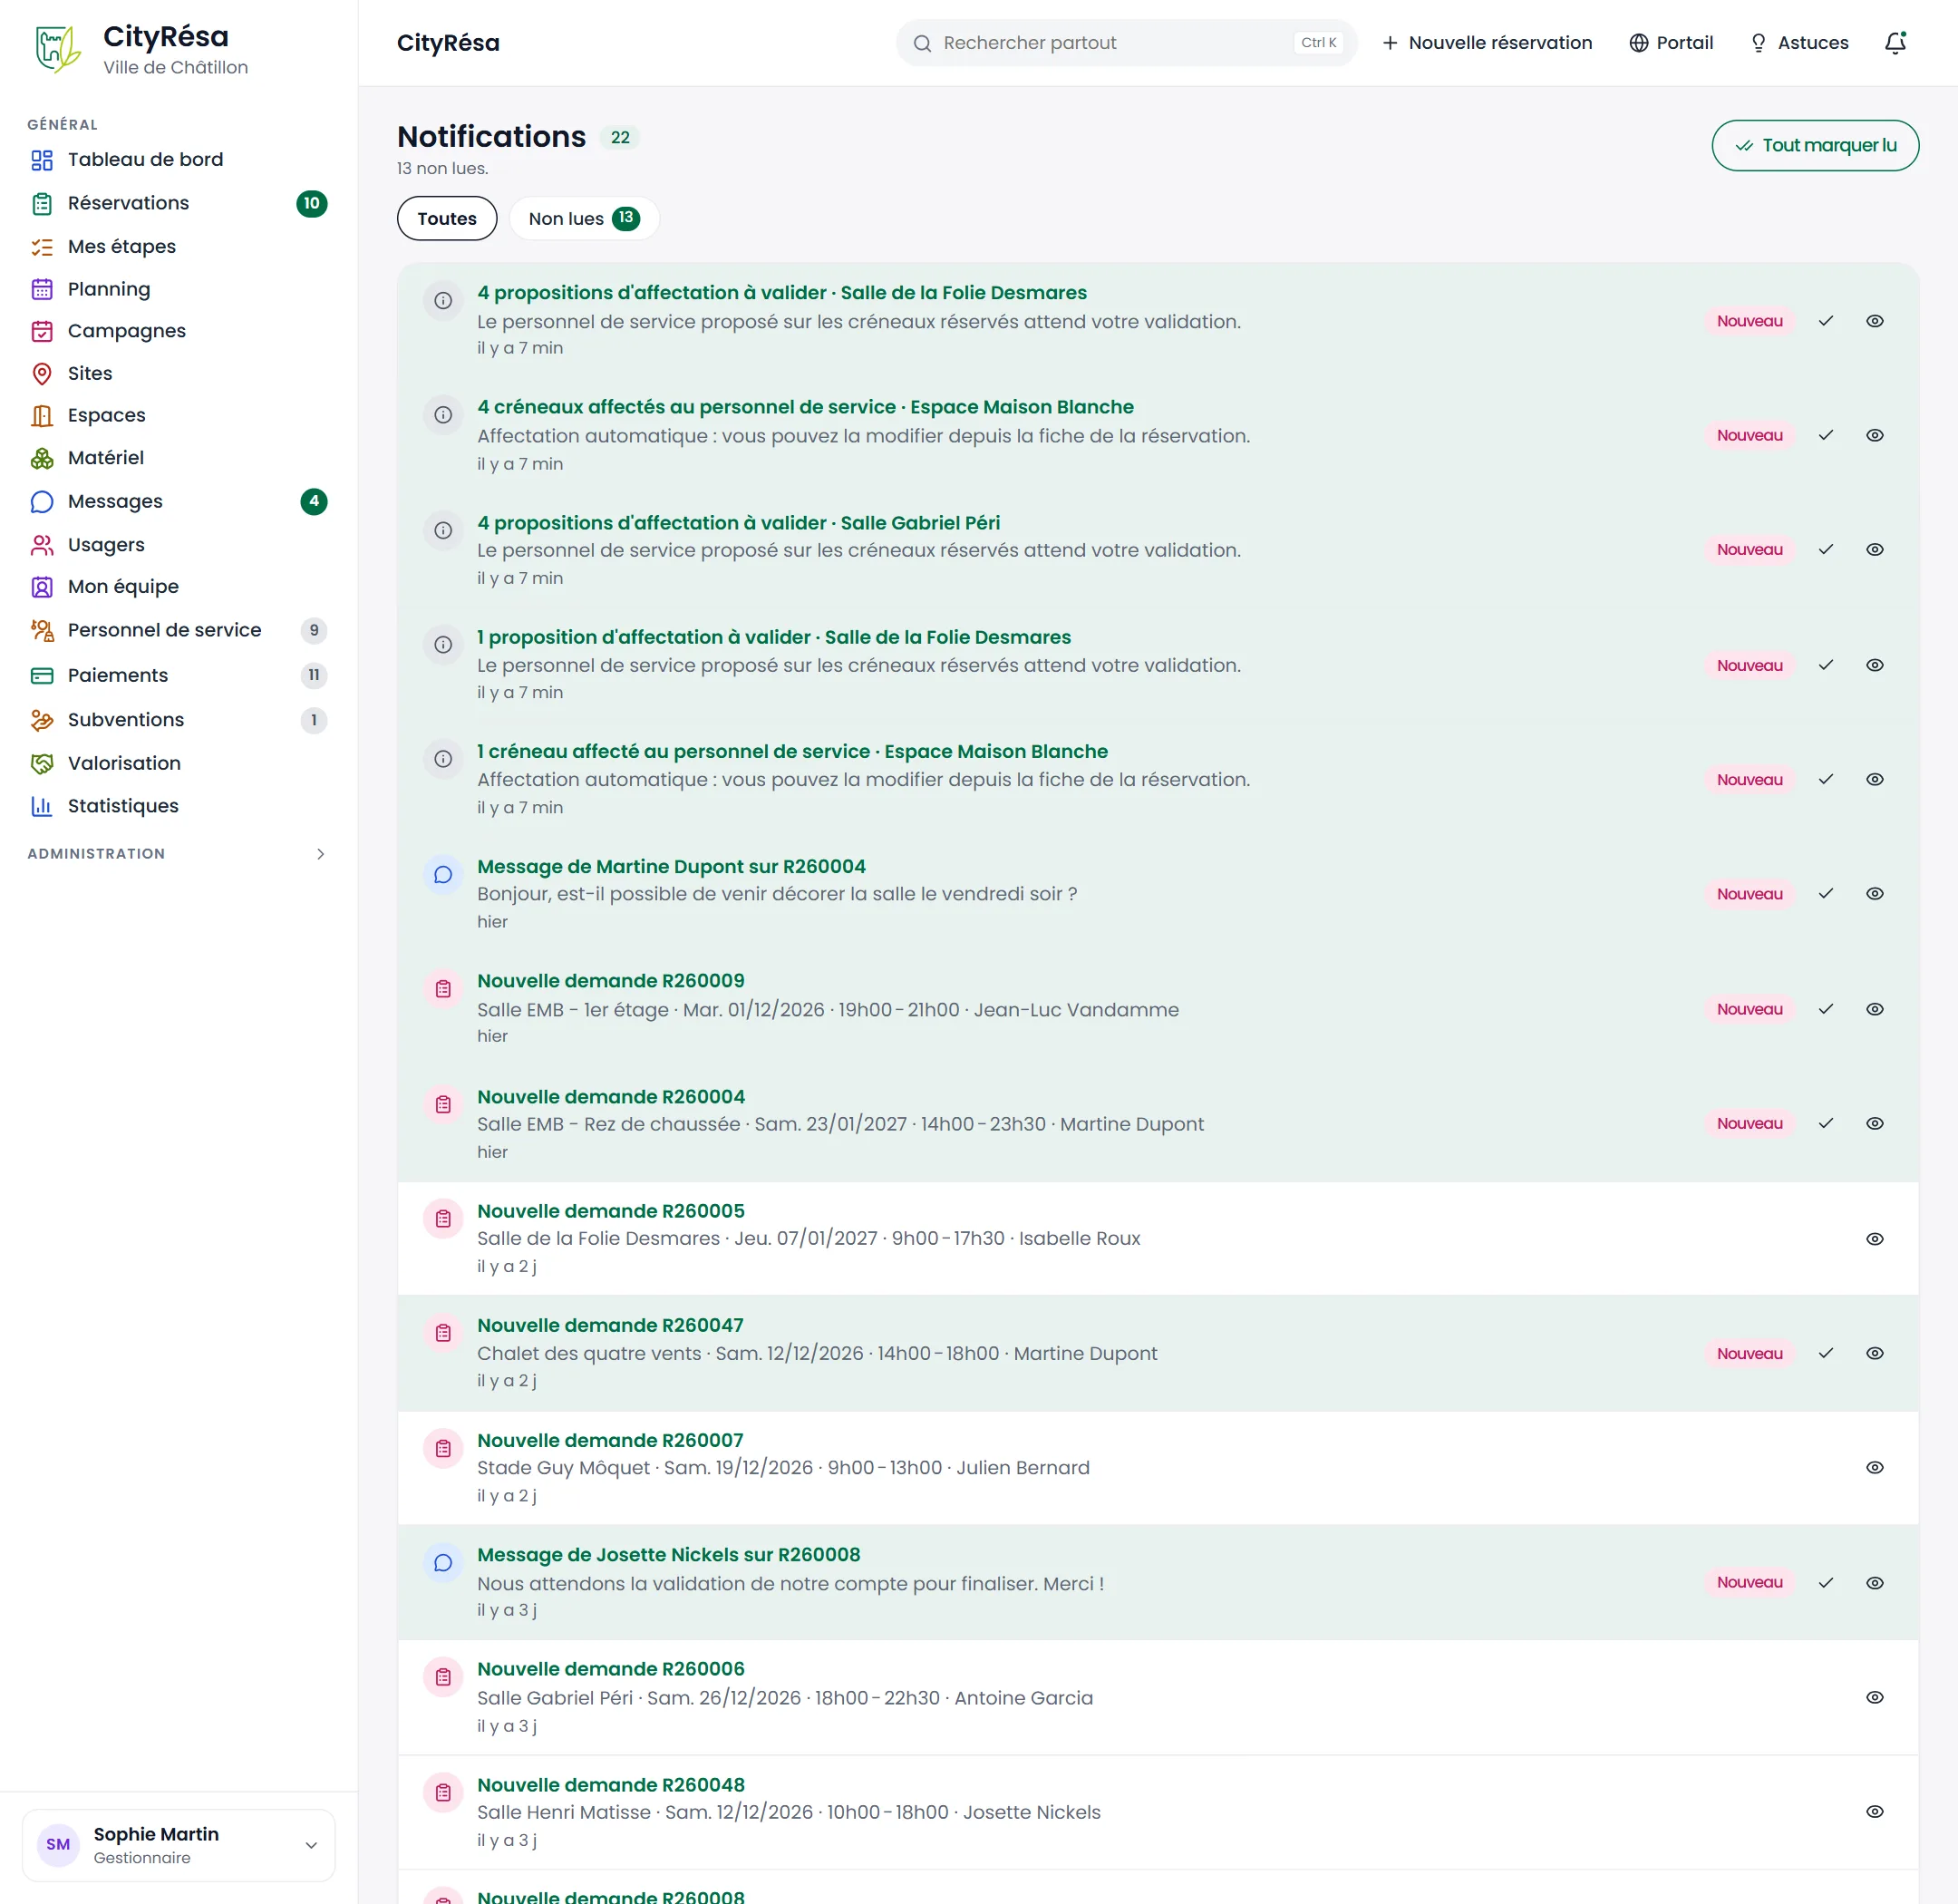 CityRésa
Ville de Châtillon
GÉNÉRAL
Tableau de bord
Réservations 10
Mes étapes
Planning
Campagnes
Sites
Espaces
Matériel
Messages 4
Usagers
Mon équipe
Personnel de service 9
Paiements 11
Subventions 1
Valorisation
Statistiques
ADMINISTRATION
SM
Sophie Martin
Gestionnaire
CityRésa
Rechercher partout
Ctrl K
Nouvelle réservation
Portail
Astuces
Notifications 22
13 non lues.
Tout marquer lu
Toutes
Non lues 13
4 propositions d'affectation à valider · Salle de la Folie Desmares
Le personnel de service proposé sur les créneaux réservés attend votre validation.
il y a 7 min
Nouveau
4 créneaux affectés au personnel de service · Espace Maison Blanche
Affectation automatique : vous pouvez la modifier depuis la fiche de la réservation.
il y a 7 min
Nouveau
4 propositions d'affectation à valider · Salle Gabriel Péri
Le personnel de service proposé sur les créneaux réservés attend votre validation.
il y a 7 min
Nouveau
1 proposition d'affectation à valider · Salle de la Folie Desmares
Le personnel de service proposé sur les créneaux réservés attend votre validation.
il y a 7 min
Nouveau
1 créneau affecté au personnel de service · Espace Maison Blanche
Affectation automatique : vous pouvez la modifier depuis la fiche de la réservation.
il y a 7 min
Nouveau
Message de Martine Dupont sur R260004
Bonjour, est-il possible de venir décorer la salle le vendredi soir ?
hier
Nouveau
Nouvelle demande R260009
Salle EMB - 1er étage · Mar. 01/12/2026 · 19h00 – 21h00 · Jean-Luc Vandamme
hier
Nouveau
Nouvelle demande R260004
Salle EMB - Rez de chaussée · Sam. 23/01/2027 · 14h00 – 23h30 · Martine Dupont
hier
Nouveau
Nouvelle demande R260005
Salle de la Folie Desmares · Jeu. 07/01/2027 · 9h00 – 17h30 · Isabelle Roux
il y a 2 j
Nouvelle demande R260047
Chalet des quatre vents · Sam. 12/12/2026 · 14h00 – 18h00 · Martine Dupont
il y a 2 j
Nouveau
Nouvelle demande R260007
Stade Guy Môquet · Sam. 19/12/2026 · 9h00 – 13h00 · Julien Bernard
il y a 2 j
Message de Josette Nickels sur R260008
Nous attendons la validation de notre compte pour finaliser. Merci !
il y a 3 j
Nouveau
Nouvelle demande R260006
Salle Gabriel Péri · Sam. 26/12/2026 · 18h00 – 22h30 · Antoine Garcia
il y a 3 j
Nouvelle demande R260048
Salle Henri Matisse · Sam. 12/12/2026 · 10h00 – 18h00 · Josette Nickels
il y a 3 j
Nouvelle demande R260008